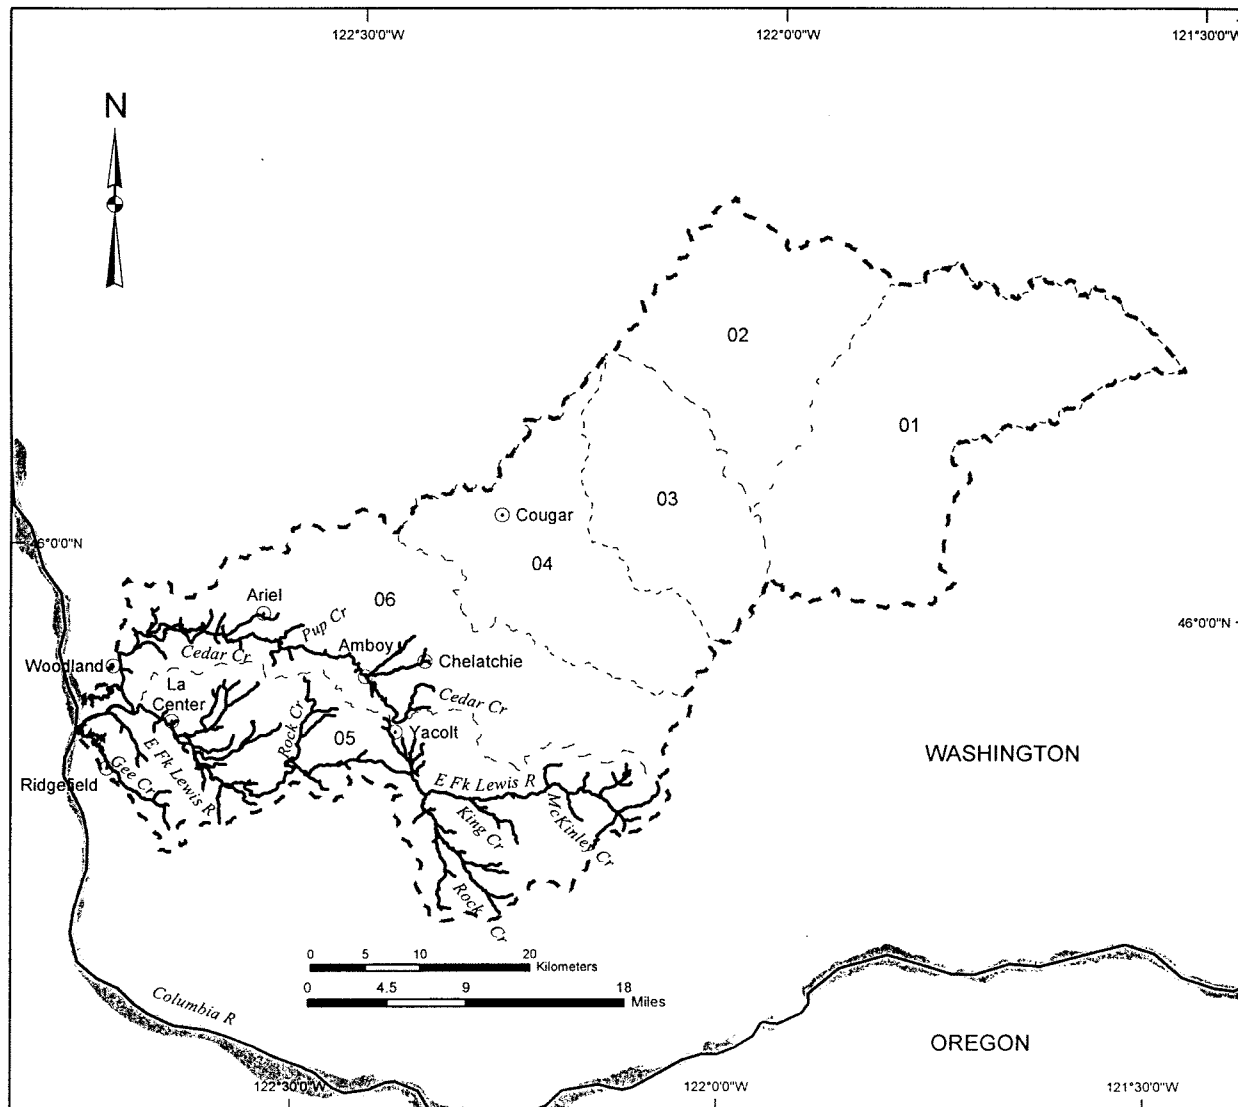 122°30'0"W
122°0'0"W
121°30'0"W
N
02
01
03
Cougar
46°0'0"N
04
Ariel
06
46°0'0"N
Pup Cr
Amboy
Cedar Cr
Chelatchie
Woodland
La
Center
Cedar Cr
Rock Cr
Yacolt
05
WASHINGTON
E Fk Lewis R
Gee Cr
E Fk Lewis R
Ridgefield
King Cr
McKinley Cr
Rock Cr
0 5 10 20
Kilometers
0 4.5 9 18
Miles
Columbia R
OREGON
122°30'0"W
122°0'0"W
121°30'0"W